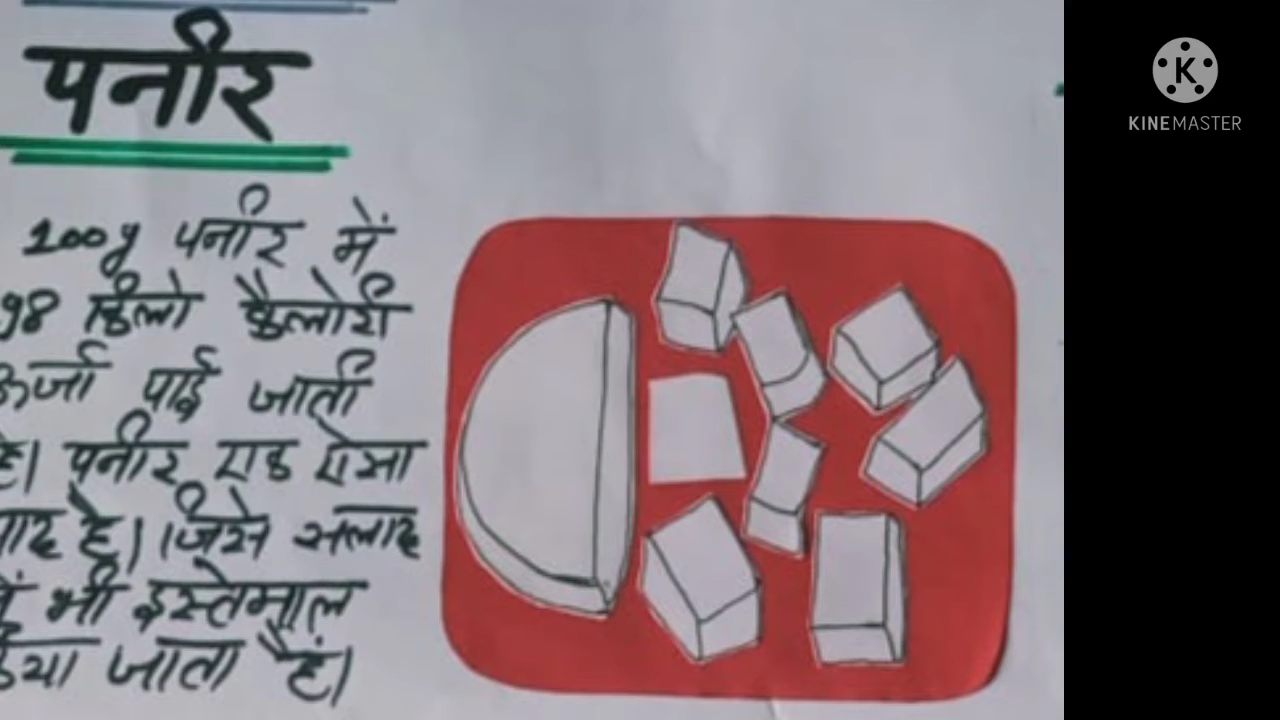 पनीर
100g पनीर में
98 किलो कैलोरी
ऊर्जा पाई जाती
है। पनीर एक ऐसा
है। जिसे सलाद
में भी इस्तेमाल
किया जाता हैं।
KINEMASTER